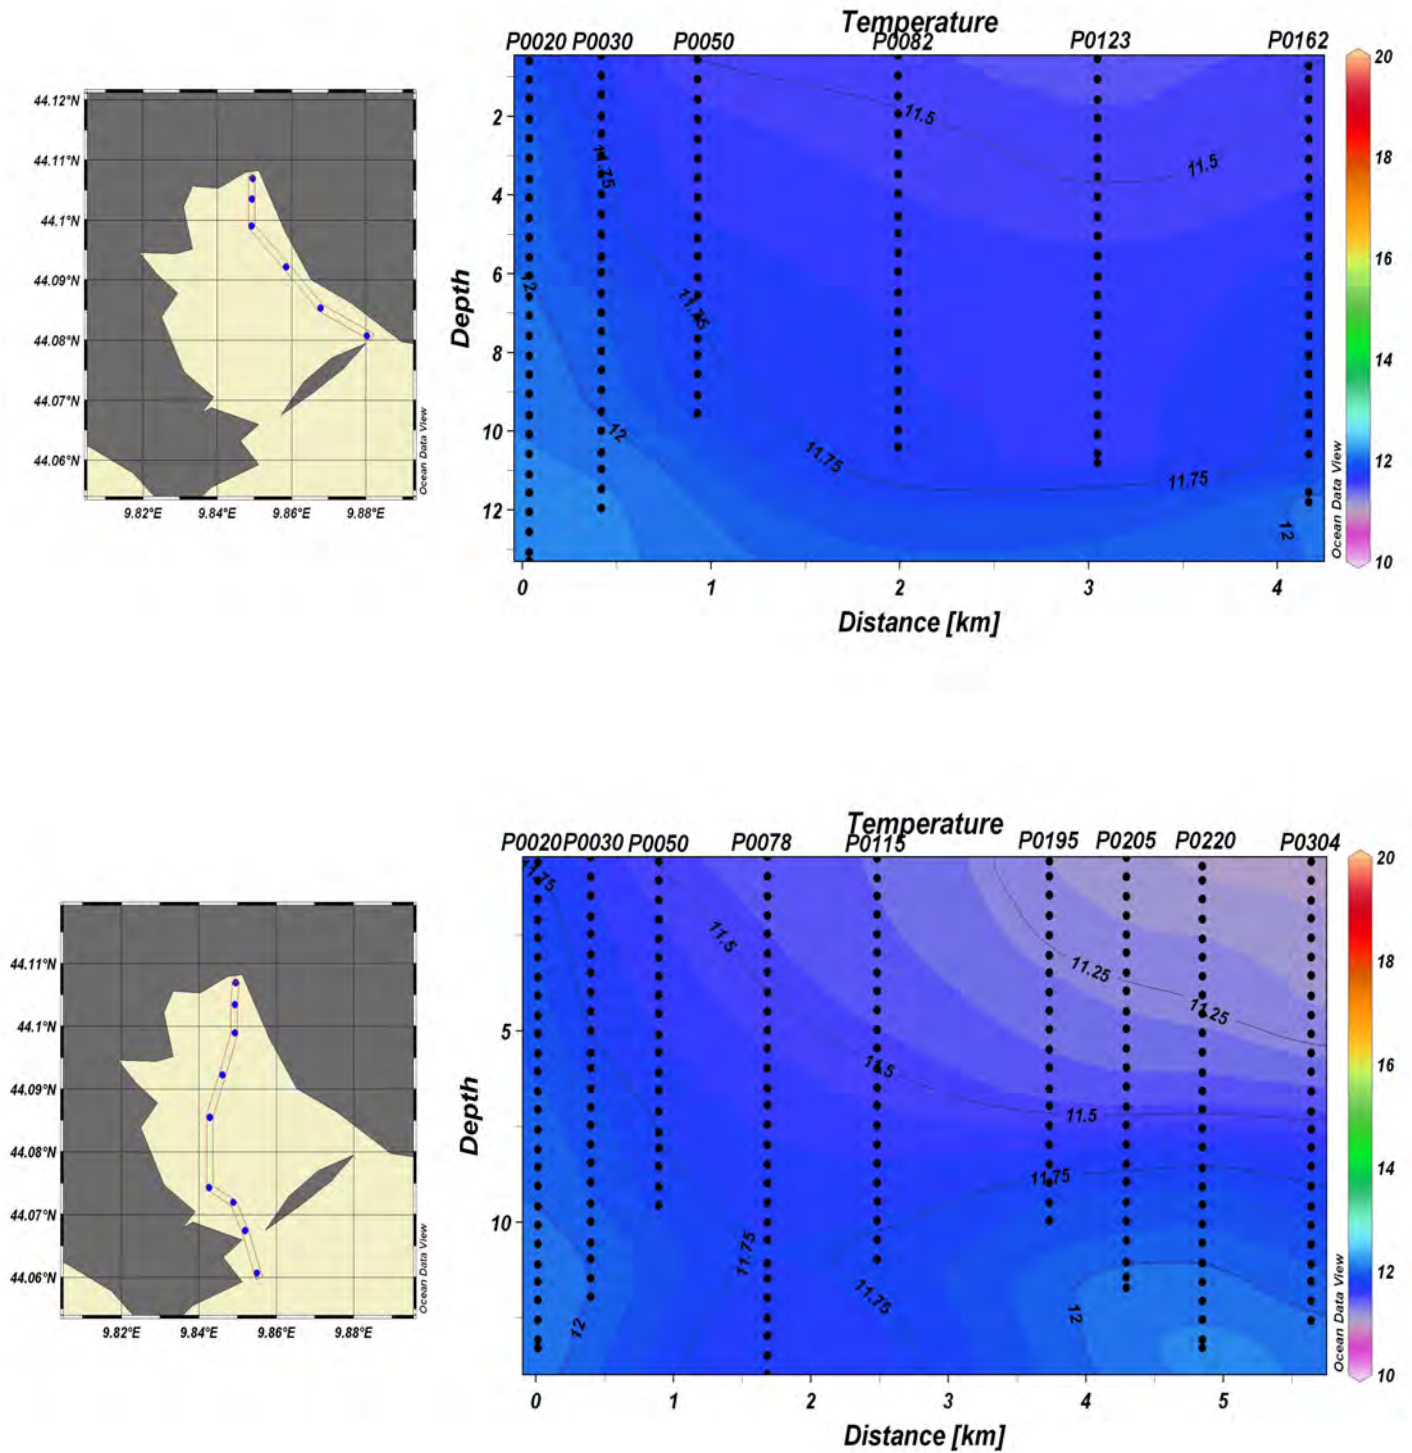 Temperature
P0020 P0030 P0050 P0082 P0123 P0162
44.12°N
44.11°N
44.1°N
44.09°N
44.08°N
44.07°N
44.06°N
9.82°E 9.84°E 9.86°E 9.88°E
Ocean Data View
Depth
2
4
6
8
10
12
11.5
11.5
11.75
12
11.75
12
11.75
11.75
12
0 1 2 3 4
Distance [km]
Ocean Data View
20
18
16
14
12
10
Temperature
P0020 P0030 P0050 P0078 P0115 P0195 P0205 P0220 P0304
44.11°N
44.1°N
44.09°N
44.08°N
44.07°N
44.06°N
9.82°E 9.84°E 9.86°E 9.88°E
Ocean Data View
Depth
5
10
11.75
11.5
11.25
11.25
11.5
11.5
11.75
11.75
11.75
12
12
0 1 2 3 4 5
Distance [km]
Ocean Data View
20
18
16
14
12
10